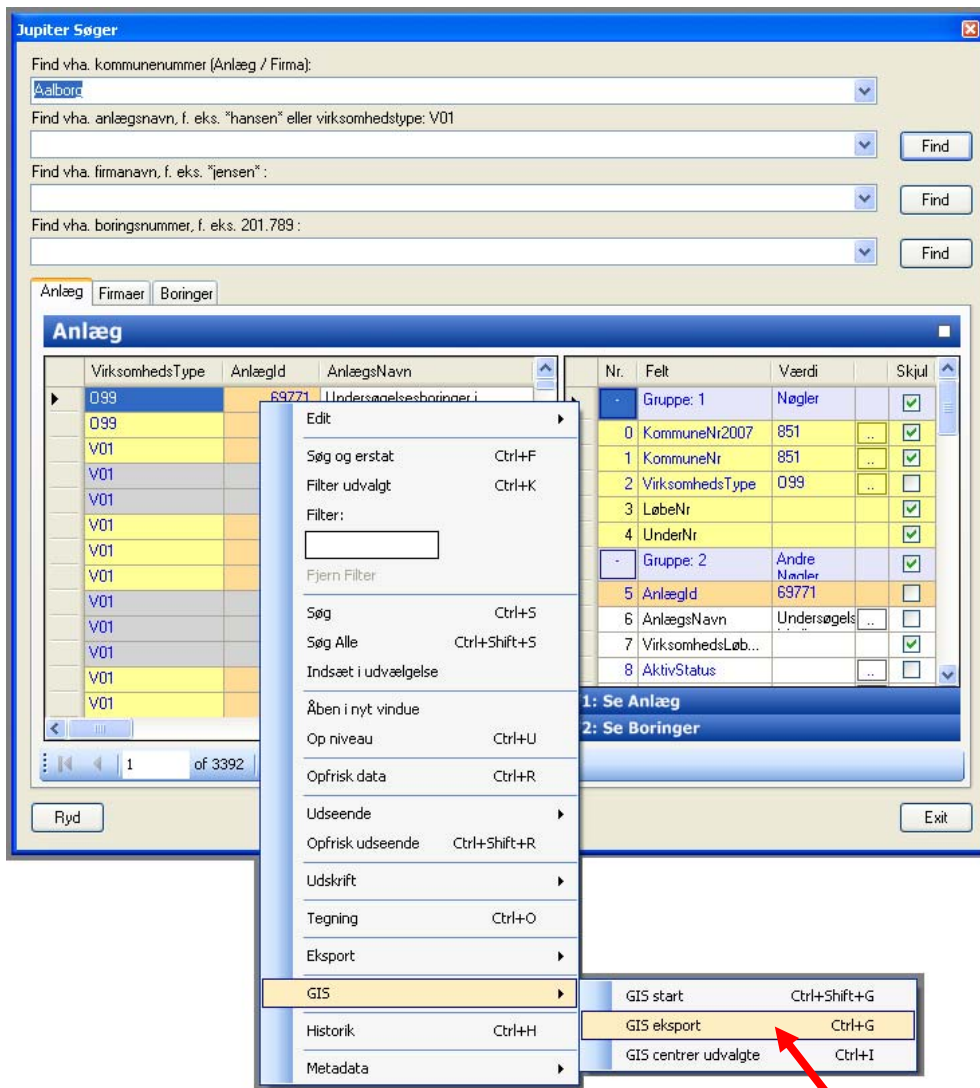 Jupiter Søger
Find vha. kommunenummer (Anlæg / Firma):
Aalborg
Find vha. anlægsnavn, f. eks. *hansen* eller virksomhedstype: V01
Find
Find vha. firmanavn, f. eks. *jensen* :
Find
Find vha. boringsnummer, f. eks. 201.789 :
Find
Anlæg Firmaer Boringer
Anlæg
VirksomhedsType AnlægId AnlægsNavn
O99 69771 Undersøgelsesboringer i
O99
V01
V01
V01
V01
V01
V01
V01
V01
V01
V01
V01
1 of 3392
Nr. Felt Værdi Skjul
- Gruppe: 1 Nøgler
0 KommuneNr2007 851 ..
1 KommuneNr 851 ..
2 VirksomhedsType O99 ..
3 LøbeNr
4 UnderNr
- Gruppe: 2 Andre
Nøgler
5 AnlægId 69771
6 AnlægsNavn Undersøgels ..
7 VirksomhedsLøb...
8 AktivStatus ..
1: Se Anlæg
2: Se Boringer
Ryd
Exit
Edit
Søg og erstat Ctrl+F
Filter udvalgt Ctrl+K
Filter:
Fjern Filter
Søg Ctrl+S
Søg Alle Ctrl+Shift+S
Indsæt i udvælgelse
Åben i nyt vindue
Op niveau Ctrl+U
Opfrisk data Ctrl+R
Udseende
Opfrisk udseende Ctrl+Shift+R
Udskrift
Tegning Ctrl+O
Eksport
GIS
Historik Ctrl+H
Metadata
GIS start Ctrl+Shift+G
GIS eksport Ctrl+G
GIS centrer udvalgte Ctrl+I